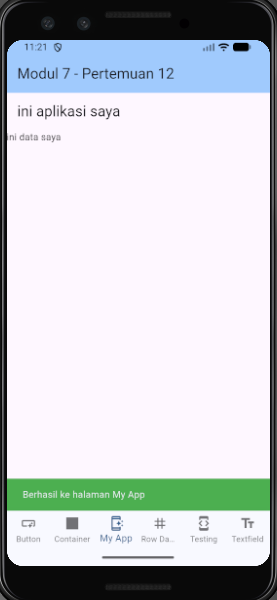 11:21
Modul 7 - Pertemuan 12
ini aplikasi saya
ini data saya
Berhasil ke halaman My App
Button Container My App Row Da... Testing Textfield